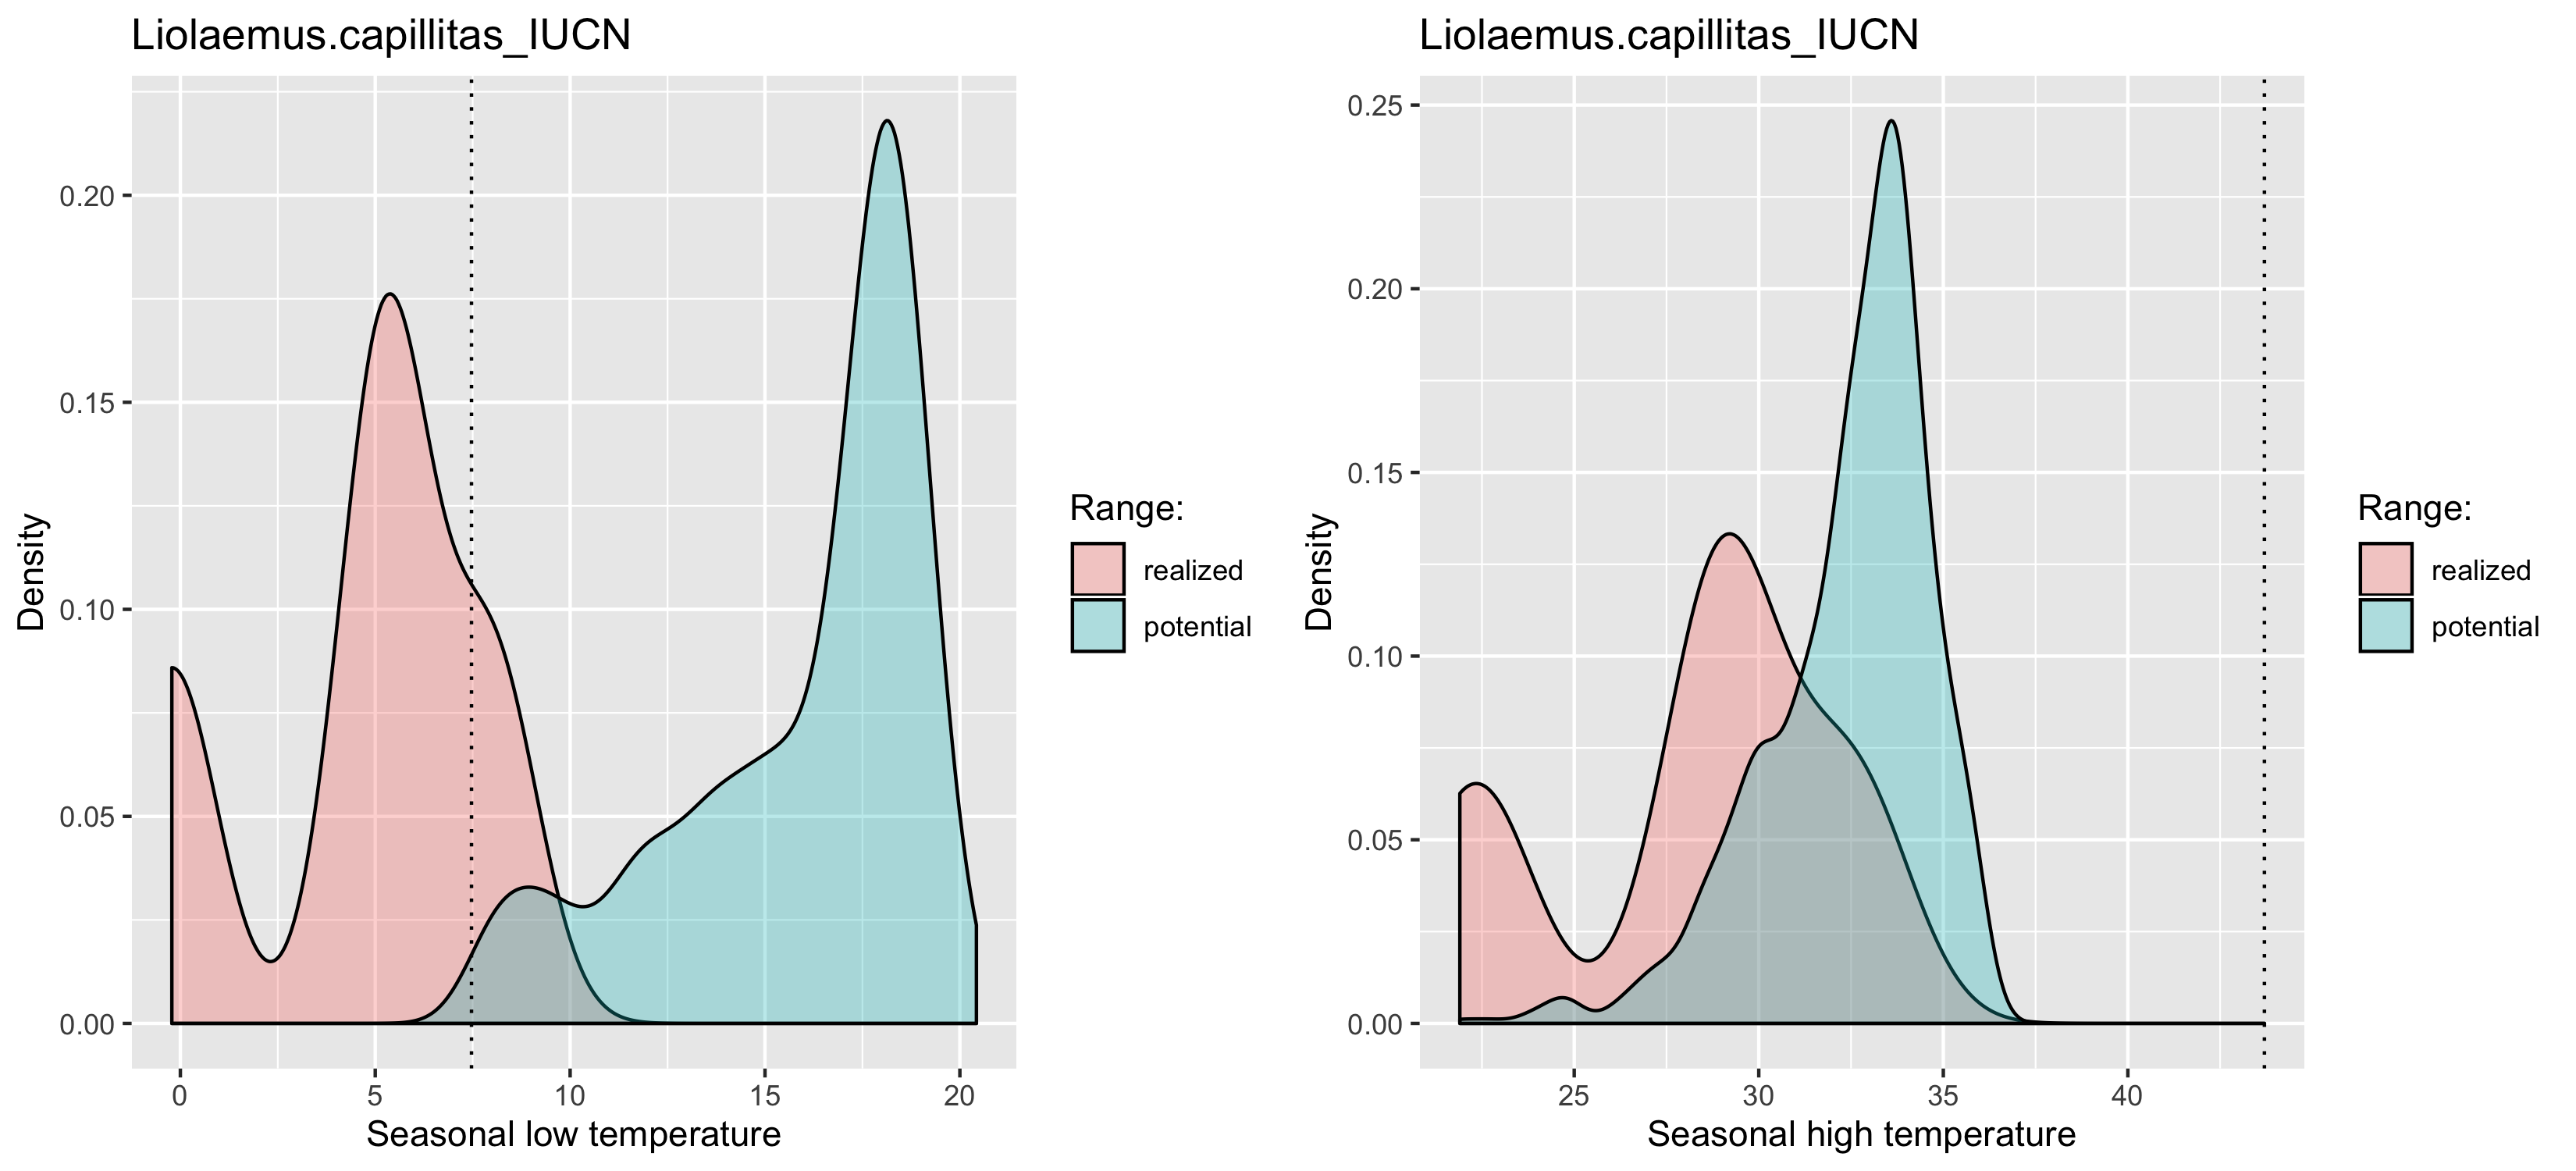 Liolaemus.capillitas_IUCN
Density
0.20
0.15
0.10
0.05
0.00
0 5 10 15 20
Seasonal low temperature
Range:
realized
potential
Liolaemus.capillitas_IUCN
Density
0.25
0.20
0.15
0.10
0.05
0.00
25 30 35 40
Seasonal high temperature
Range:
realized
potential